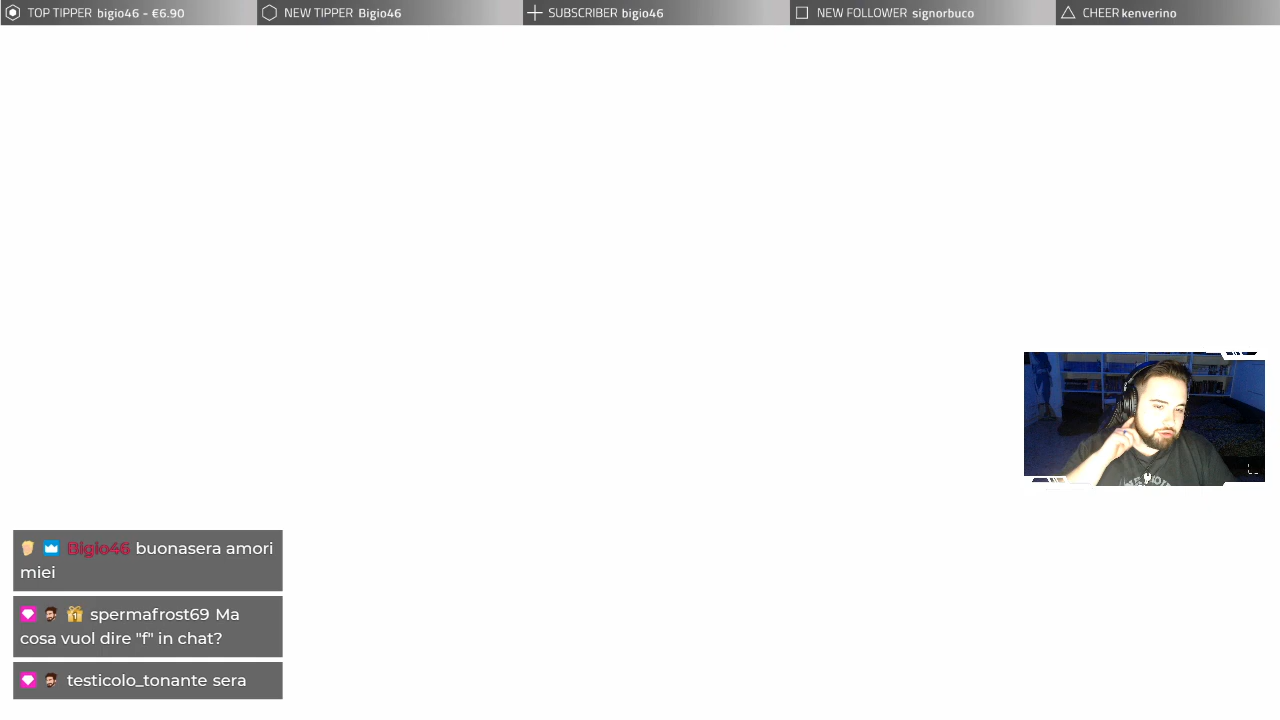 TOP TIPPER bigio46 - €6.90
NEW TIPPER Bigio46
SUBSCRIBER bigio46
NEW FOLLOWER signorbuco
CHEER kenverino
Bigio46 buonasera amori
miei
spermafrost69 Ma
cosa vuol dire "f" in chat?
testicolo_tonante sera